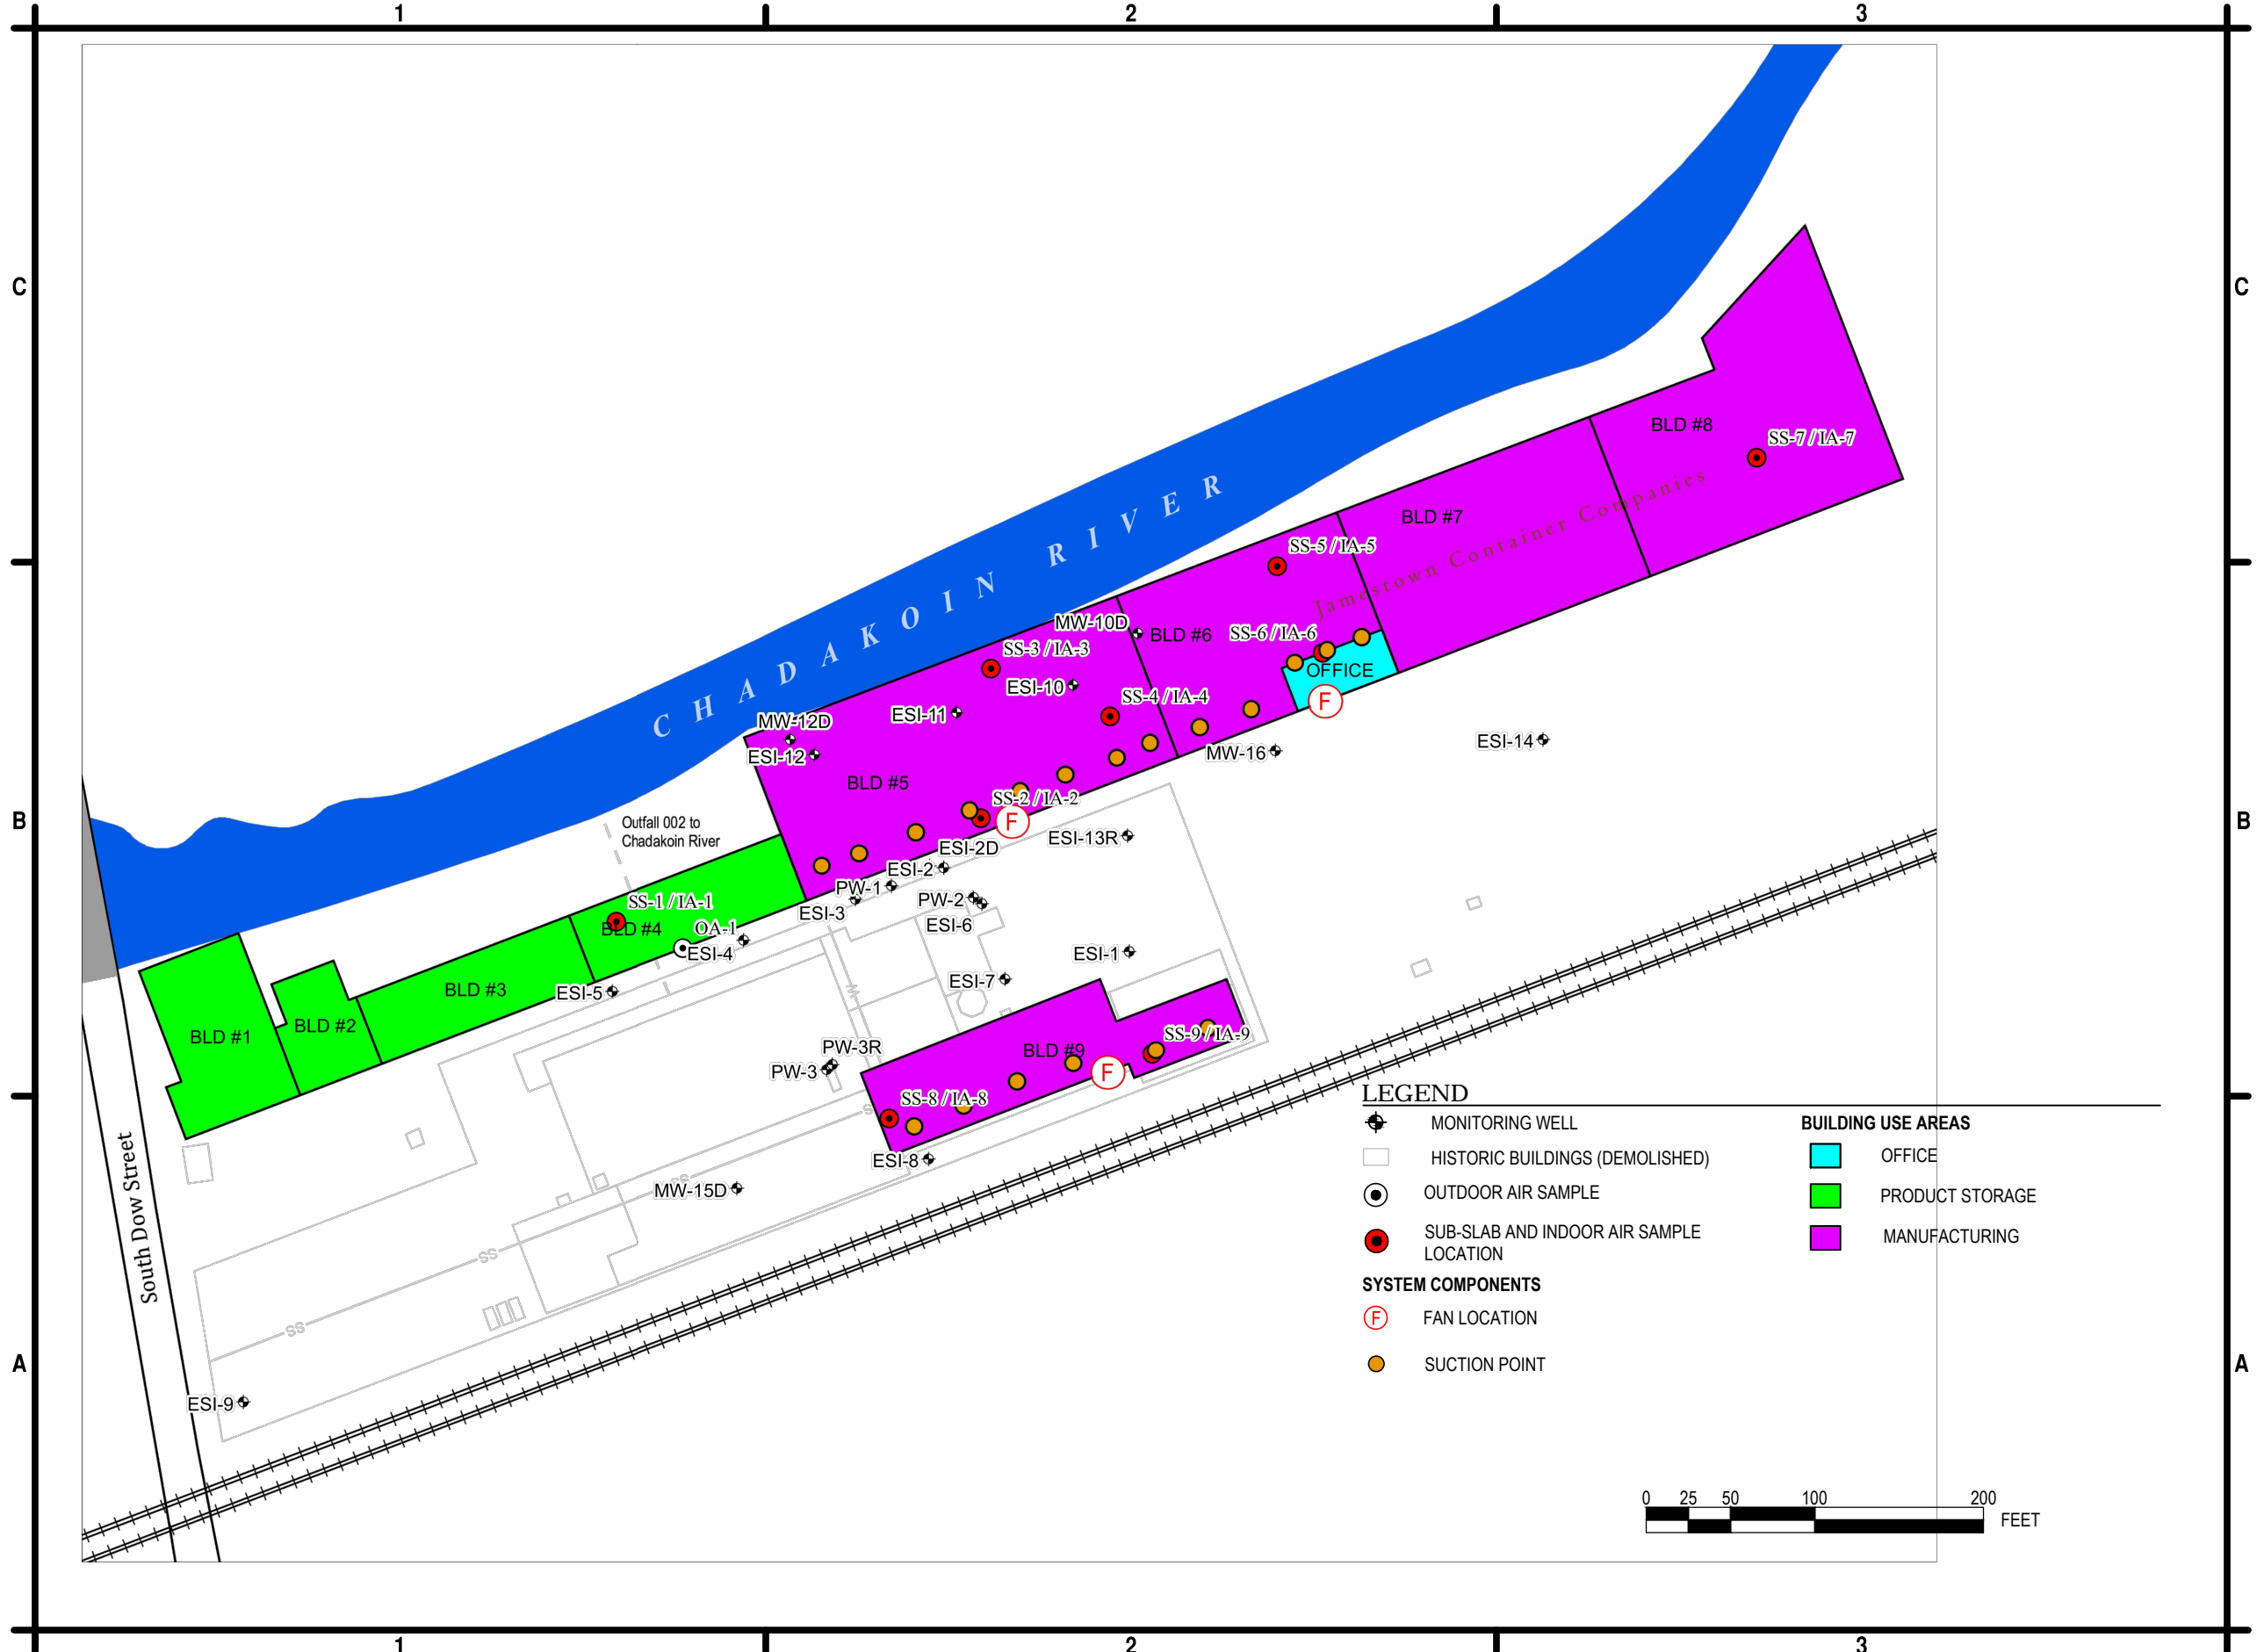 1 2 3
C C
CHADAKOIN RIVER
BLD #8
SS-7 / IA-7
BLD #7
Jamestown Container Companies
SS-5 / IA-5
MW-10D
BLD #6
SS-6 / IA-6
SS-3 / IA-3
OFFICE
F
ESI-10
SS-4 / IA-4
ESI-11
MW-12D
ESI-12
MW-16
ESI-14
BLD #5
SS-2 / IA-2
F
B B
Outfall 002 to
Chadakoin River
ESI-13R
ESI-2D
ESI-2
PW-1
PW-2
ESI-3
ESI-6
SS-1 / IA-1
BLD #4
OA-1
ESI-4
ESI-1
ESI-7
ESI-5
BLD #3
BLD #2
BLD #1
SS-9 / IA-9
PW-3R
BLD #9
PW-3
F
SS-8 / IA-8
SS
ESI-8
MW-15D
SS
SS
SS
South Dow Street
ESI-9
A A
LEGEND
MONITORING WELL
HISTORIC BUILDINGS (DEMOLISHED)
OUTDOOR AIR SAMPLE
SUB-SLAB AND INDOOR AIR SAMPLE
LOCATION
SYSTEM COMPONENTS
F FAN LOCATION
SUCTION POINT
BUILDING USE AREAS
OFFICE
PRODUCT STORAGE
MANUFACTURING
0 25 50 100 200
FEET
1 2 3